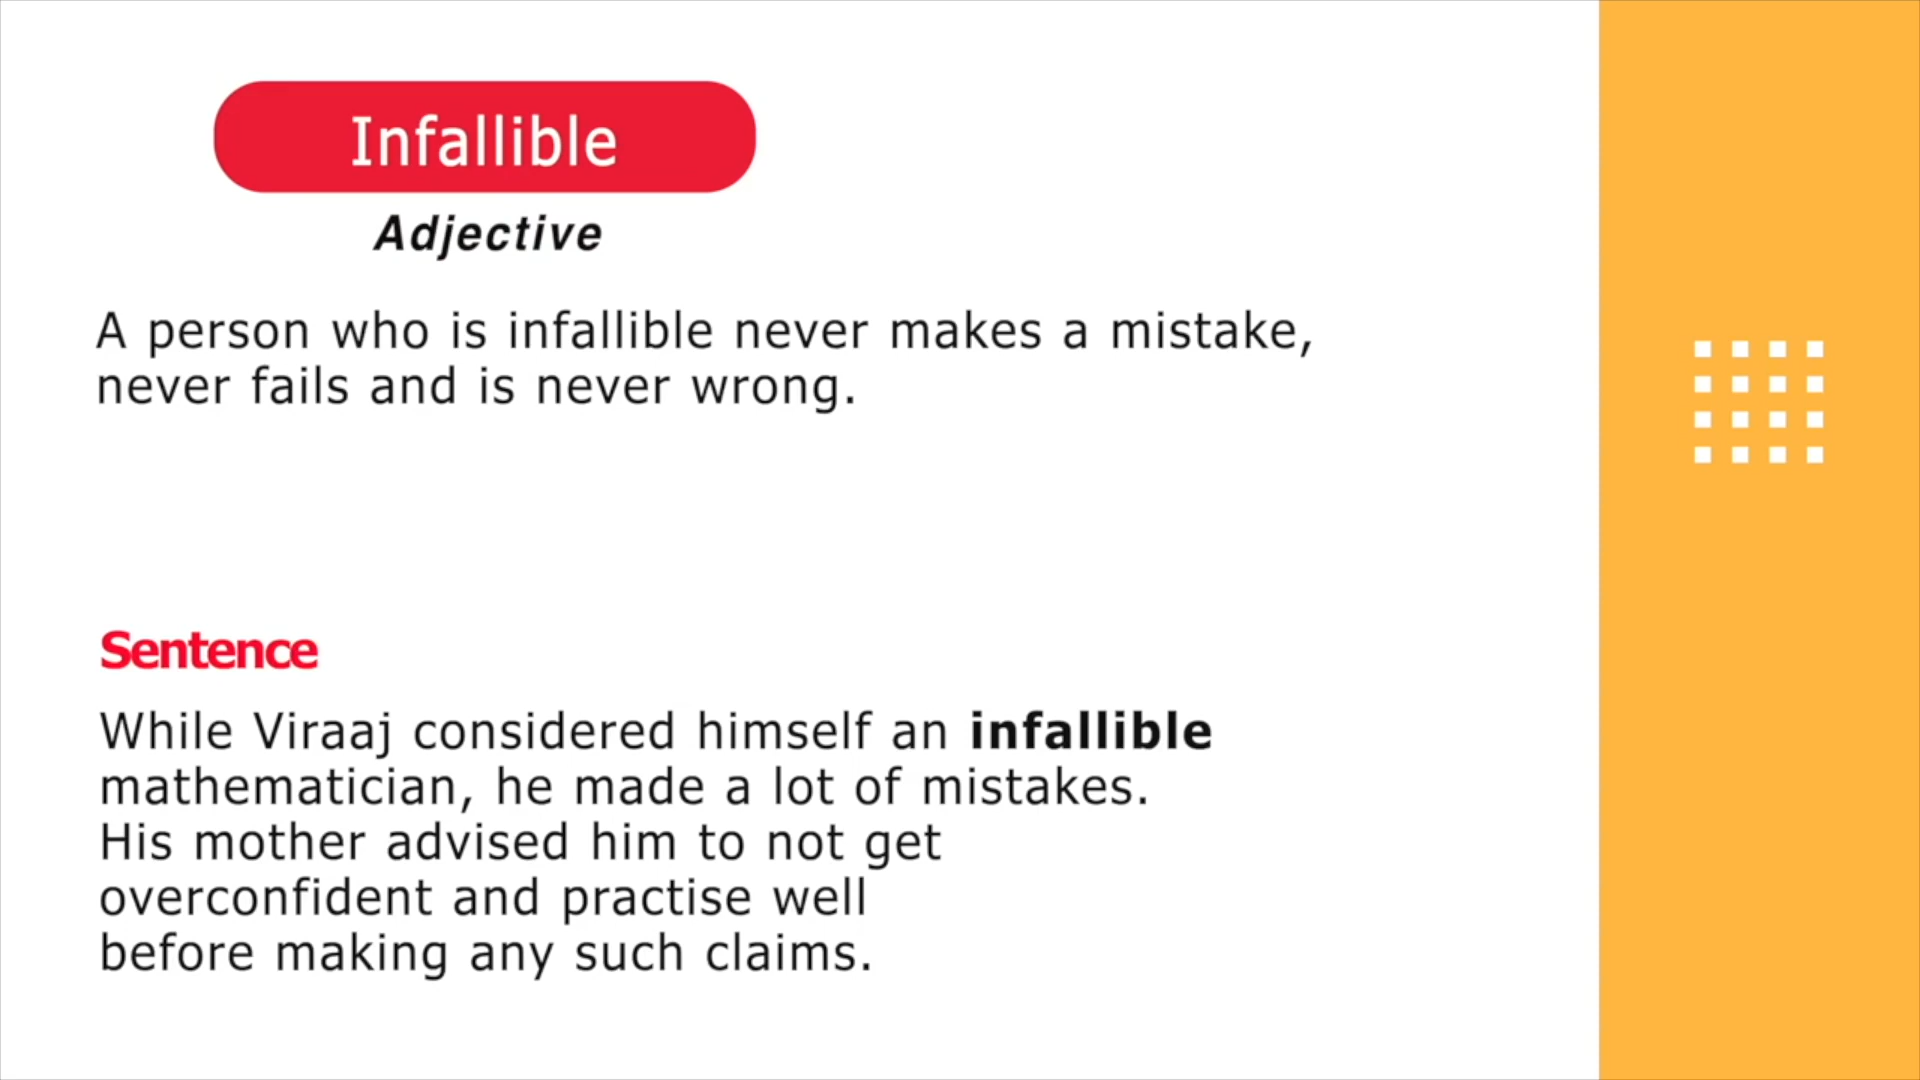 Infallible
Adjective
A person who is infallible never makes a mistake,
never fails and is never wrong.
Sentence
While Viraaj considered himself an infallible
mathematician, he made a lot of mistakes.
His mother advised him to not get
overconfident and practise well
before making any such claims.